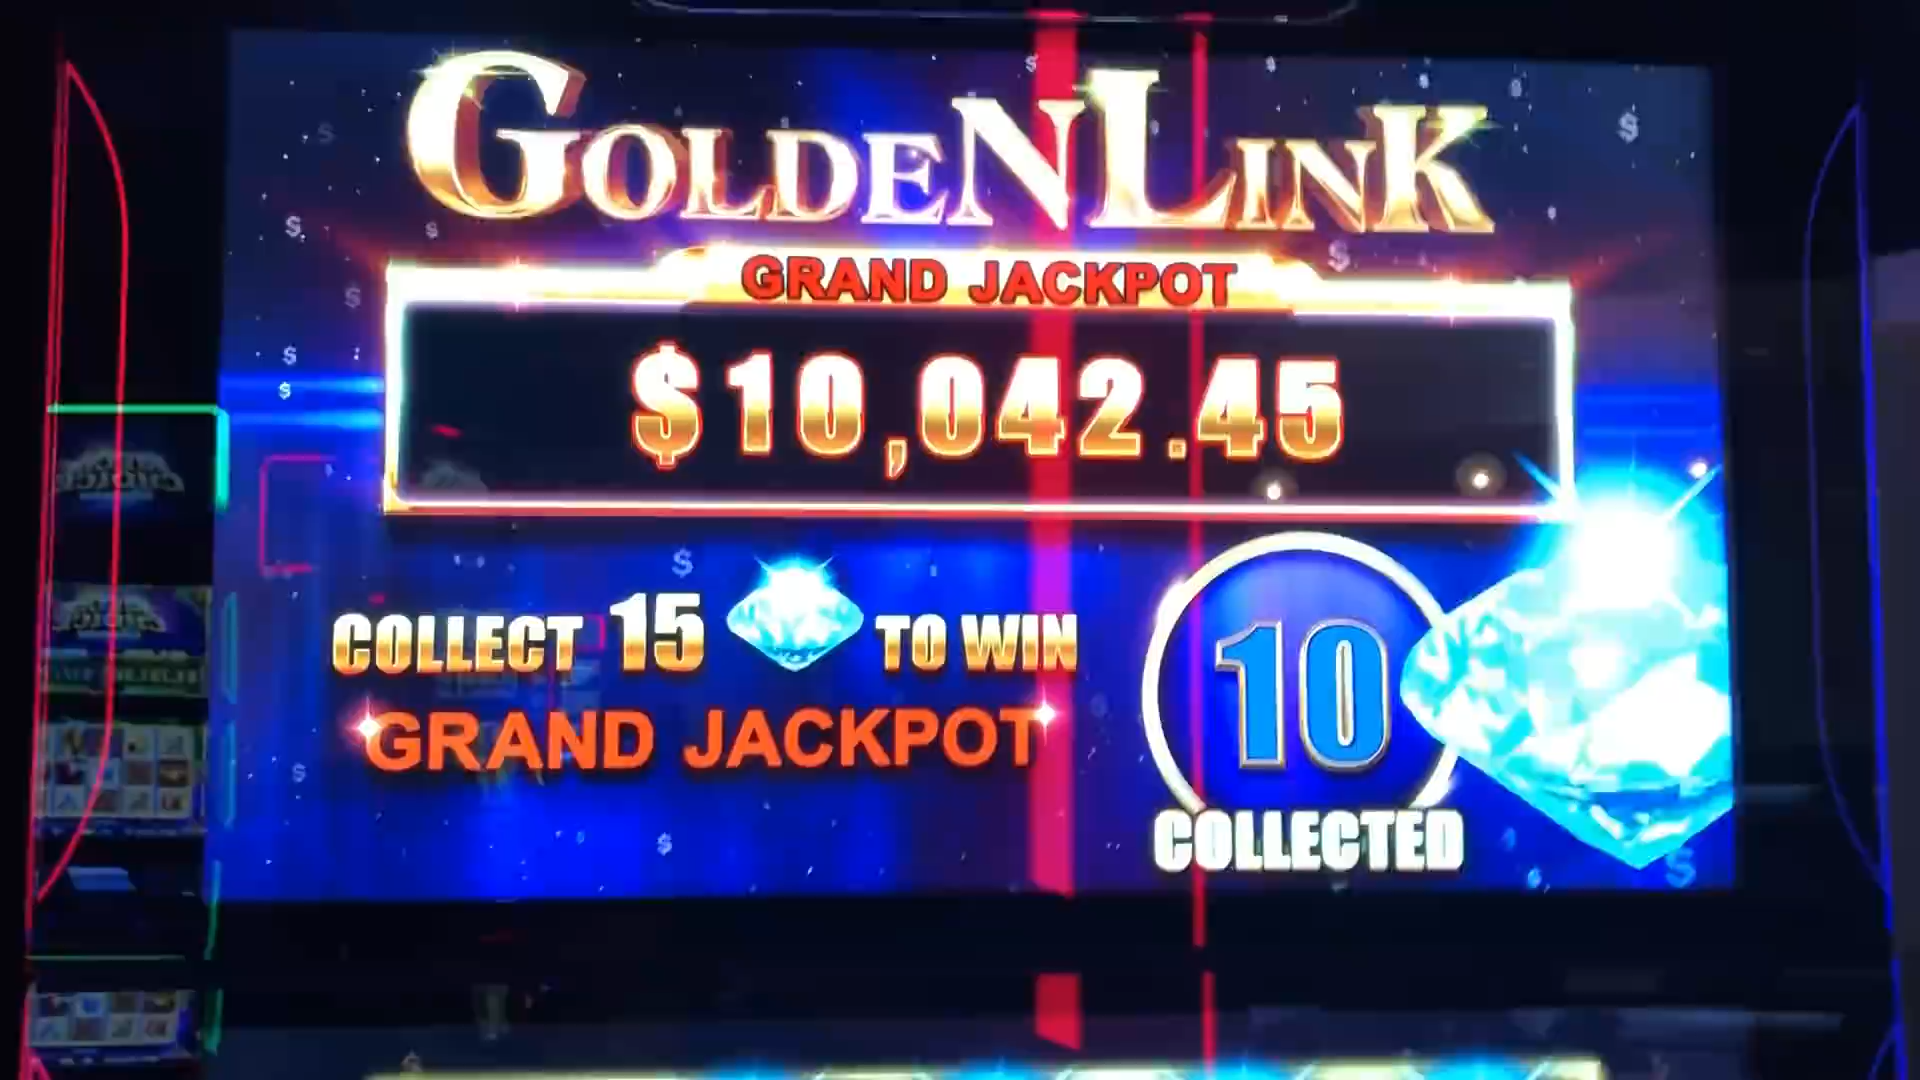 GOLDEN LINK
GRAND JACKPOT
$10,042.45
COLLECT 15 TO WIN
GRAND JACKPOT
10
COLLECTED